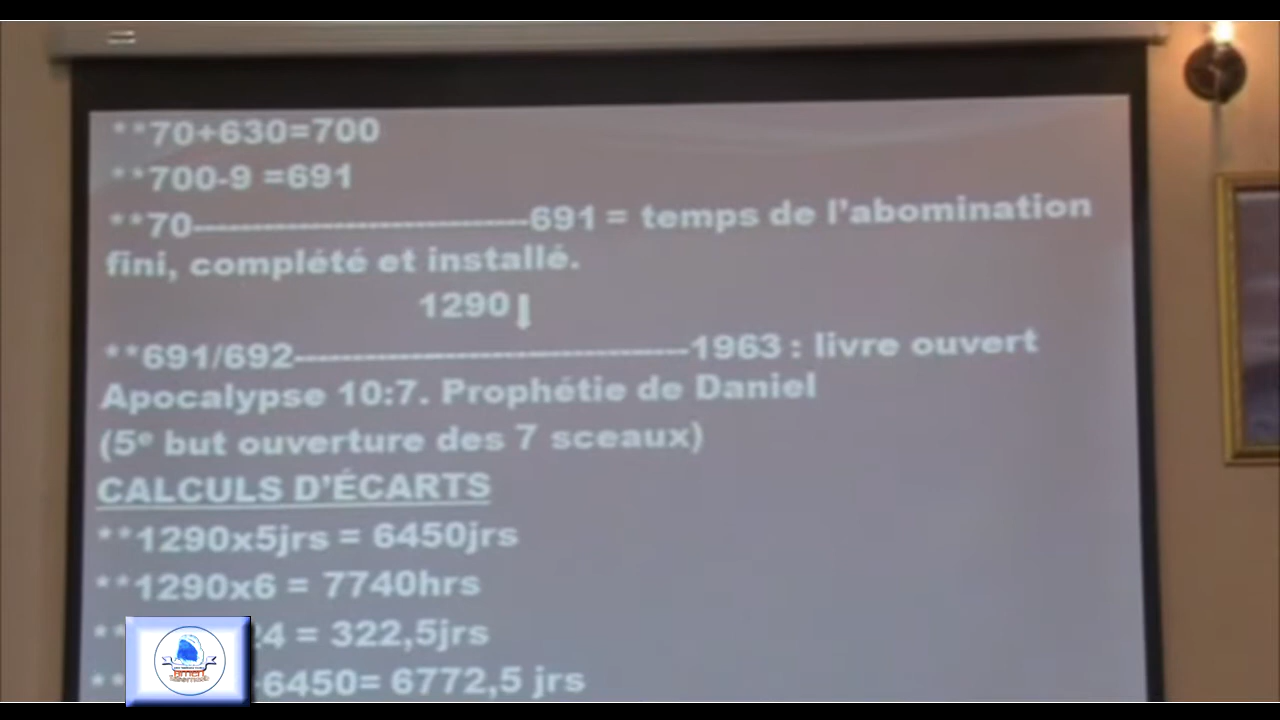 **70+630=700
**700-9 =691
**70---------------------------691 = temps de l'abomination
fini, complété et installé.
1290
**691/692--------------------------------1963 : livre ouvert
Apocalypse 10:7. Prophétie de Daniel
(5e but ouverture des 7 sceaux)
CALCULS D'ÉCARTS
**1290x5jrs = 6450jrs
**1290x6 = 7740hrs
** 24 = 322,5jrs
** 6450= 6772,5 jrs